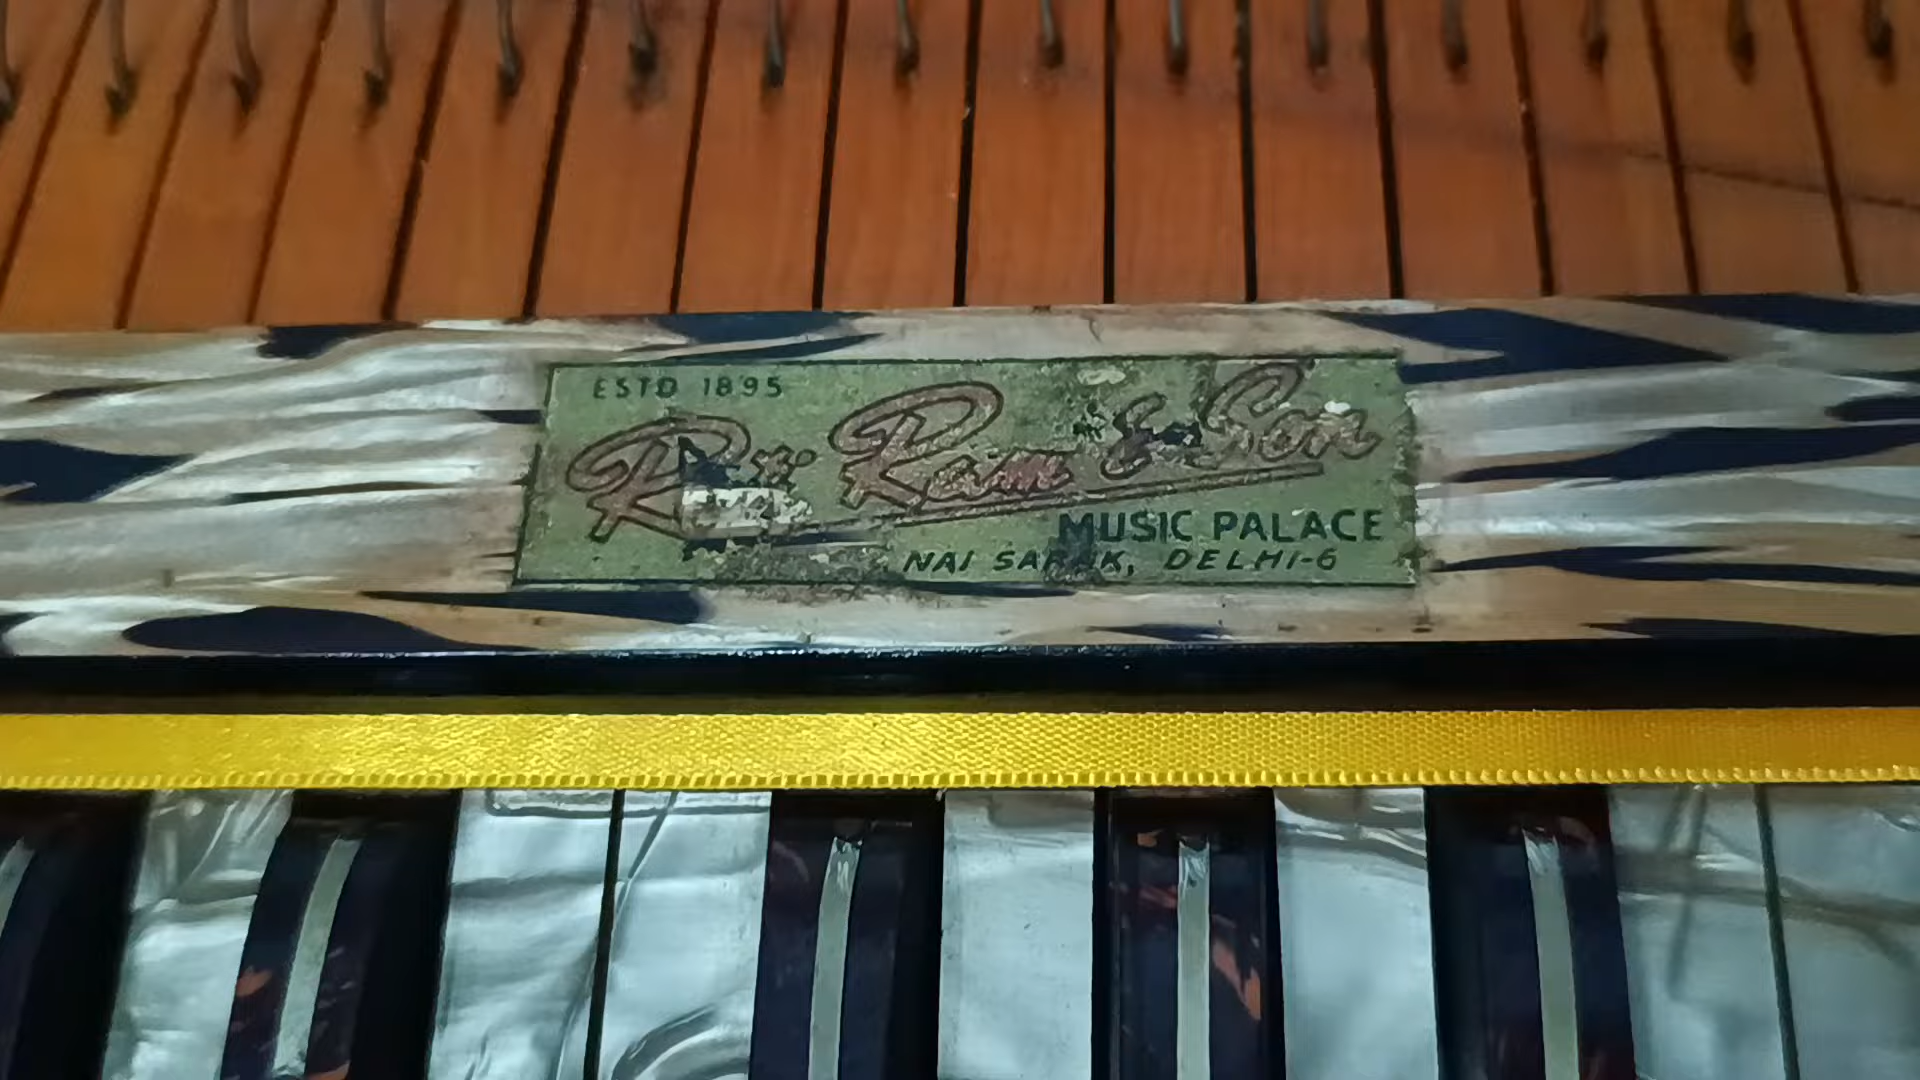 ESTD 1895
Ram & Son
MUSIC PALACE
NAI SARAK, DELHI-6